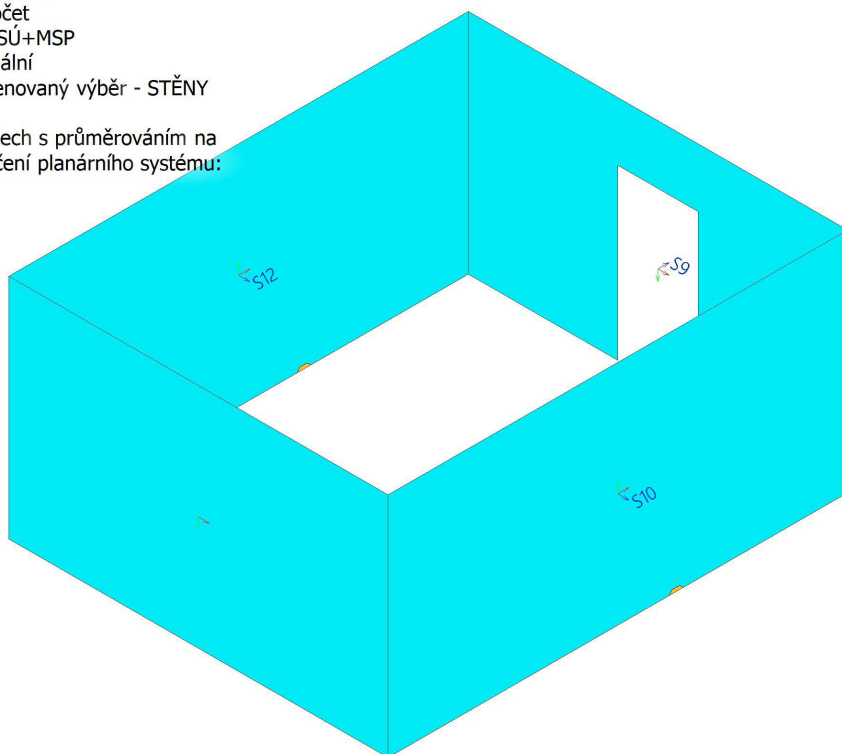 očet
SÚ+MSP
ální
enovaný výběr - STĚNY
ech s průměrováním na
čení planárního systému:
S12
S9
S10